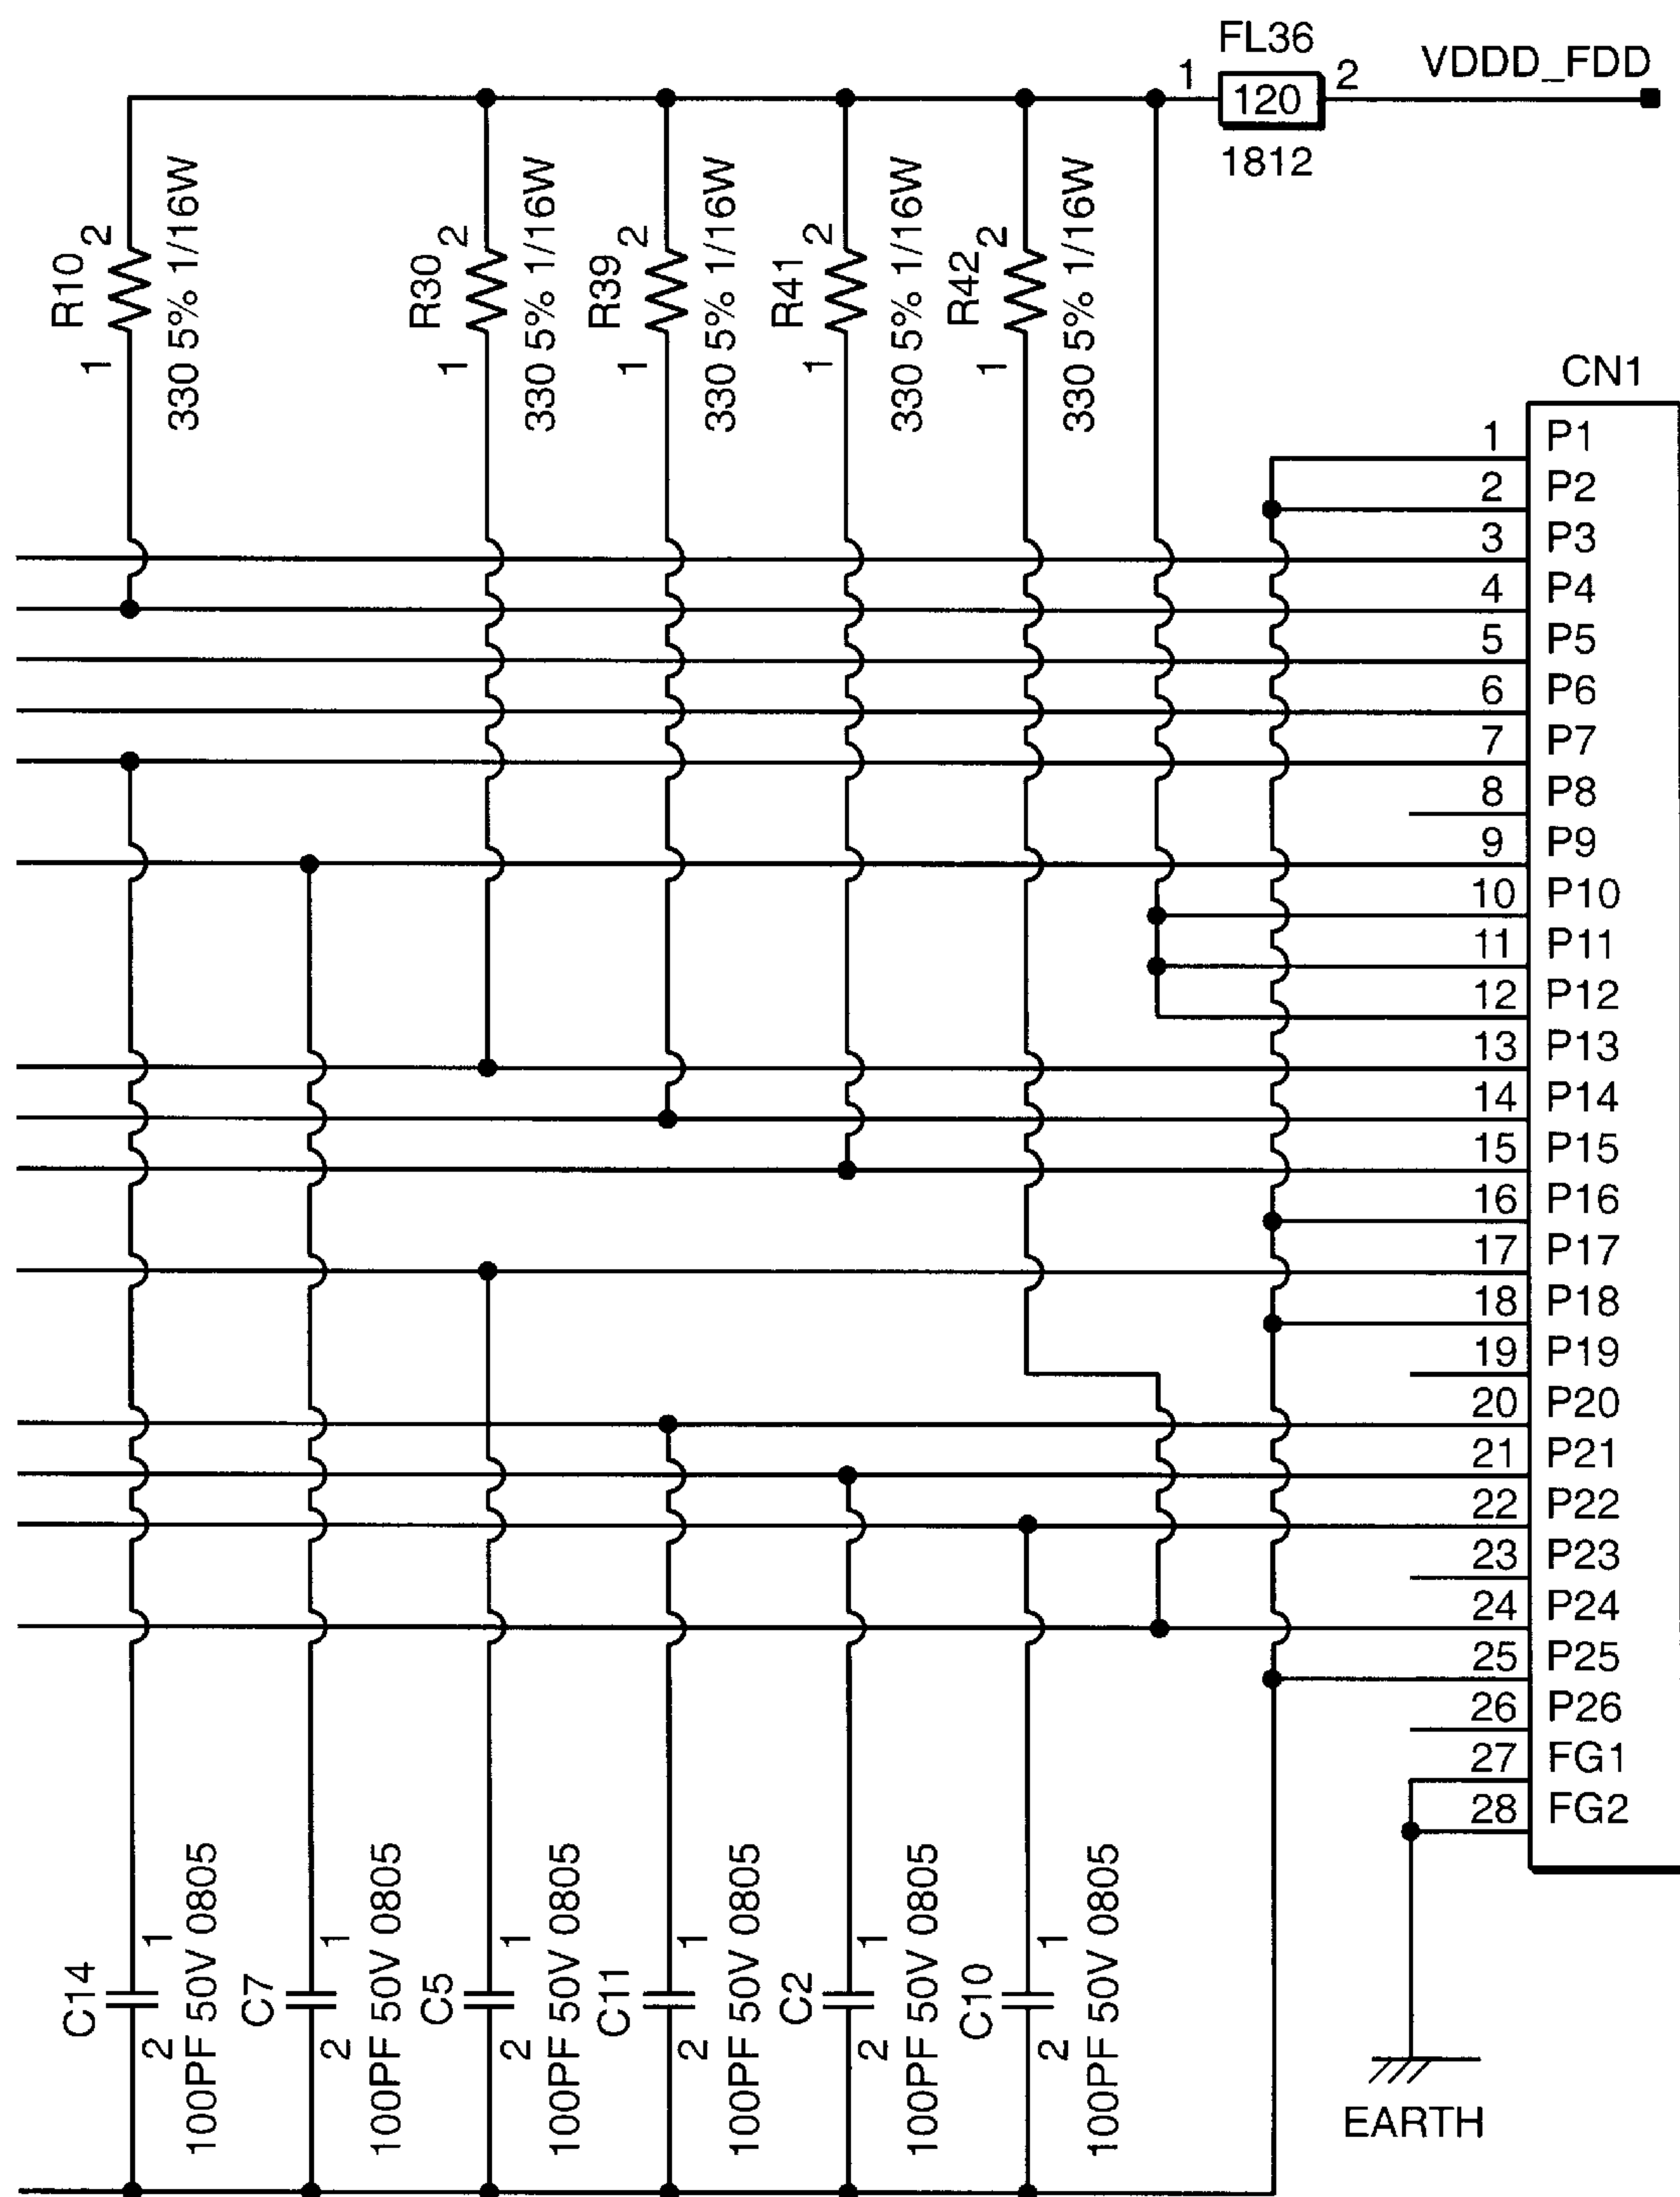 FL36
1
120
2
VDDD_FDD
1812
R10
2
1
330 5% 1/16W
R30
2
1
330 5% 1/16W
R39
2
1
330 5% 1/16W
R41
2
1
330 5% 1/16W
R42
2
1
330 5% 1/16W
CN1
1 P1
2 P2
3 P3
4 P4
5 P5
6 P6
7 P7
8 P8
9 P9
10 P10
11 P11
12 P12
13 P13
14 P14
15 P15
16 P16
17 P17
18 P18
19 P19
20 P20
21 P21
22 P22
23 P23
24 P24
25 P25
26 P26
27 FG1
28 FG2
C14
1
2
100PF 50V 0805
C7
1
2
100PF 50V 0805
C5
1
2
100PF 50V 0805
C11
1
2
100PF 50V 0805
C2
1
2
100PF 50V 0805
C10
1
2
100PF 50V 0805
EARTH